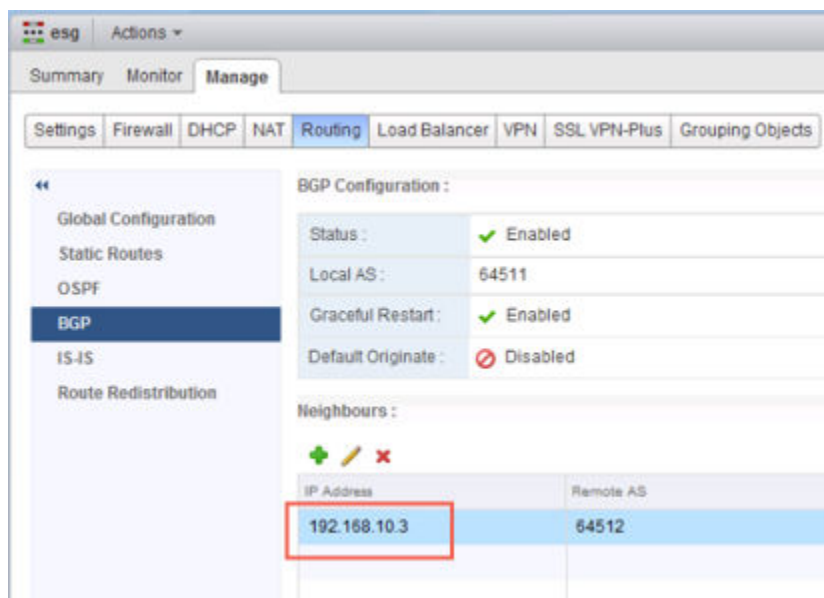 esg Actions
Summary Monitor Manage
Settings Firewall DHCP NAT Routing Load Balancer VPN SSL VPN-Plus Grouping Objects
Global Configuration
Static Routes
OSPF
BGP
IS-IS
Route Redistribution
BGP Configuration :
Status : Enabled
Local AS : 64511
Graceful Restart : Enabled
Default Originate : Disabled
Neighbours :
IP Address Remote AS
192.168.10.3 64512